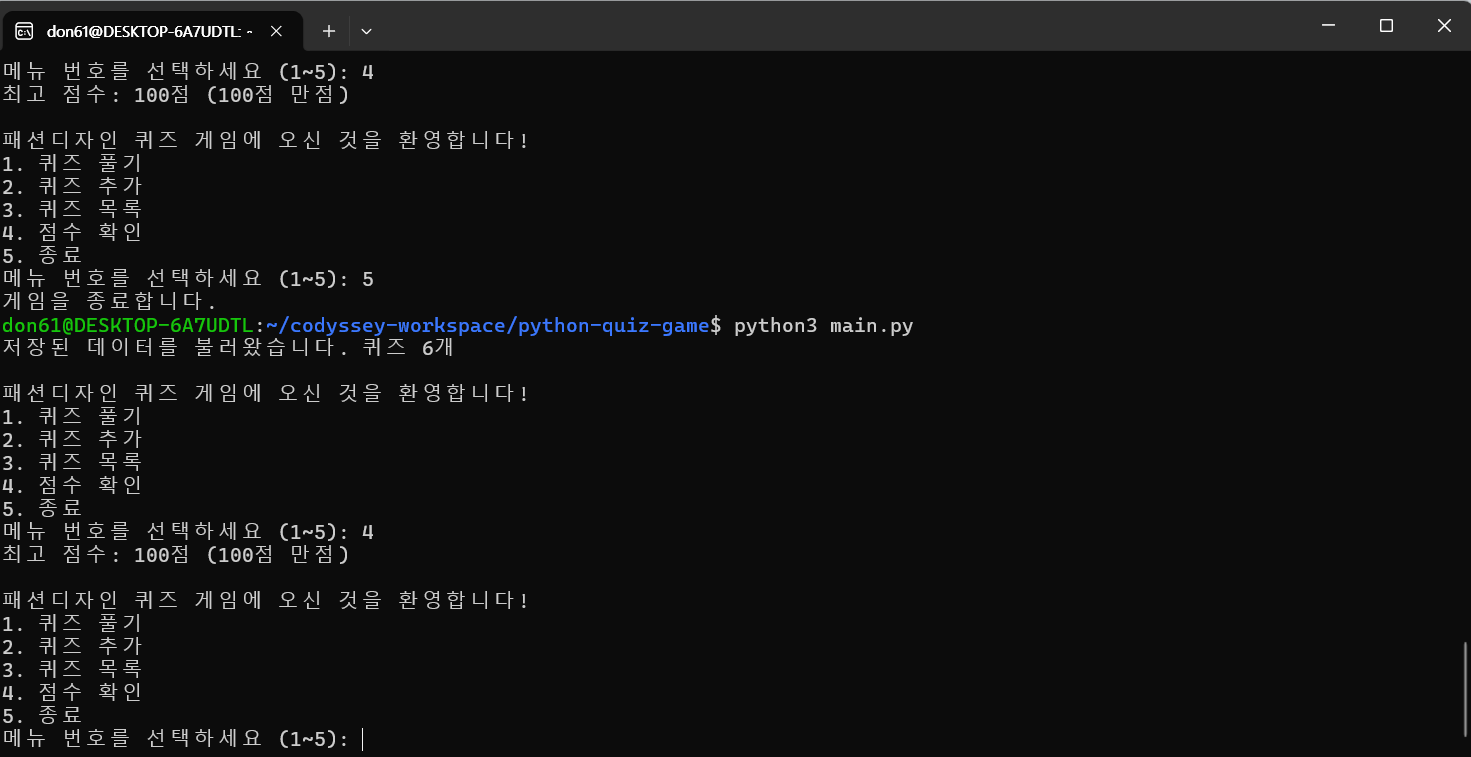 don61@DESKTOP-6A7UDTL: ~
메뉴 번호를 선택하세요 (1~5): 4
최고 점수: 100점 (100점 만점)
패션디자인 퀴즈 게임에 오신 것을 환영합니다!
1. 퀴즈 풀기
2. 퀴즈 추가
3. 퀴즈 목록
4. 점수 확인
5. 종료
메뉴 번호를 선택하세요 (1~5): 5
게임을 종료합니다.
don61@DESKTOP-6A7UDTL:~/codyssey-workspace/python-quiz-game$ python3 main.py
저장된 데이터를 불러왔습니다. 퀴즈 6개
패션디자인 퀴즈 게임에 오신 것을 환영합니다!
1. 퀴즈 풀기
2. 퀴즈 추가
3. 퀴즈 목록
4. 점수 확인
5. 종료
메뉴 번호를 선택하세요 (1~5): 4
최고 점수: 100점 (100점 만점)
패션디자인 퀴즈 게임에 오신 것을 환영합니다!
1. 퀴즈 풀기
2. 퀴즈 추가
3. 퀴즈 목록
4. 점수 확인
5. 종료
메뉴 번호를 선택하세요 (1~5):